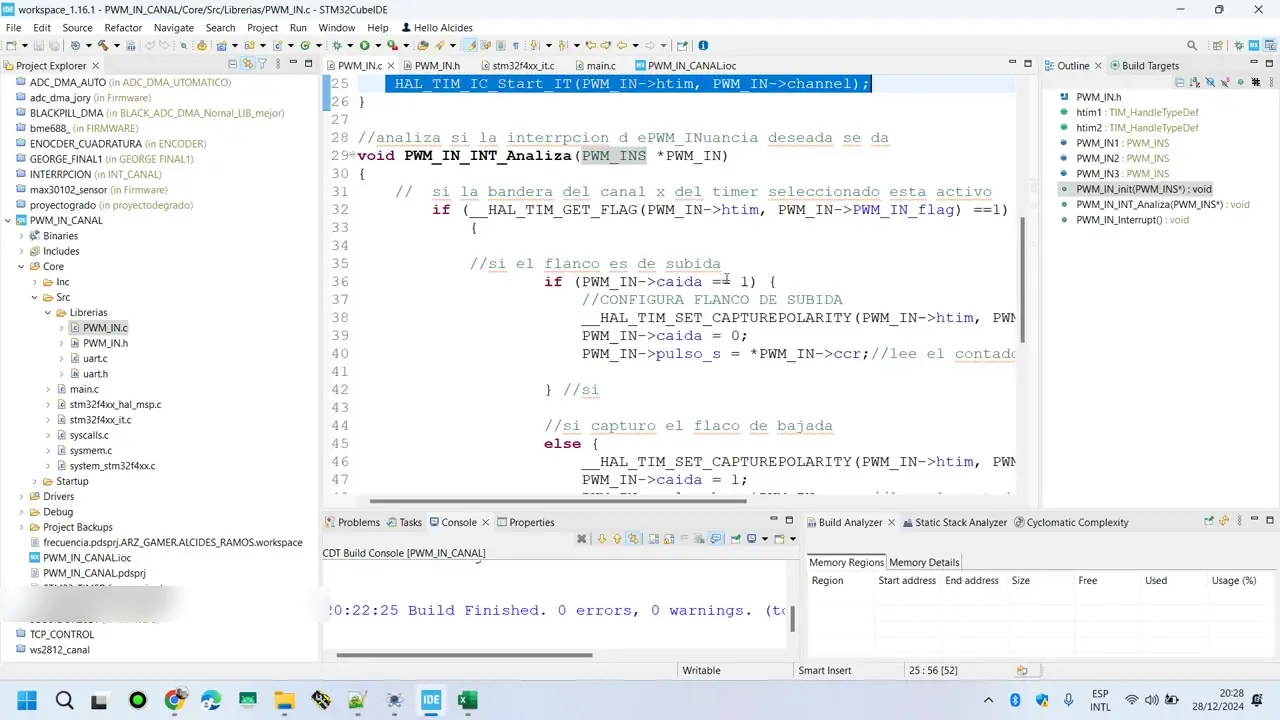 workspace_1.16.1 - PWM_IN_CANAL/Core/Src/Librerias/PWM_IN.c - STM32CubeIDE
File Edit Source Refactor Navigate Search Project Run Window Help Hello Alcides
Project Explorer
ADC_DMA_AUTO (in ADC_DMA_UTOMATICO)
adc_dma_jory (in Firmware)
BLACKPILL_DMA (in BLACK_ADC_DMA_Nornal_LIB_mejor)
bme688_ (in FIRMWARE)
ENCODER_CUADRATURA (in ENCODER)
GEORGE_FINAL1 (in GEORGE FINAL1)
INTERRPCION (in INT_CANAL)
max30102_sensor (in Firmware)
proyectogrado (in proyectodegrado)
PWM_IN_CANAL
Binaries
Includes
Core
Inc
Src
Librerias
PWM_IN.c
PWM_IN.h
uart.c
uart.h
main.c
stm32f4xx_hal_msp.c
stm32f4xx_it.c
syscalls.c
sysmem.c
system_stm32f4xx.c
Startup
Drivers
Debug
Project Backups
frecuencia.pdsprj.ARZ_GAMER.ALCIDES_RAMOS.workspace
PWM_IN_CANAL.ioc
PWM_IN_CANAL.pdsprj
TCP_CONTROL
ws2812_canal
PWM_IN.c PWM_IN.h stm32f4xx_it.c main.c PWM_IN_CANAL.ioc
25 HAL_TIM_IC_Start_IT(PWM_IN->htim, PWM_IN->channel);
26 }
27
28 //analiza si la interrpcion d ePWM_INuancia deseada se da
29 void PWM_IN_INT_Analiza(PWM_INS *PWM_IN)
30 {
31 // si la bandera del canal x del timer seleccionado esta activo
32 if (__HAL_TIM_GET_FLAG(PWM_IN->htim, PWM_IN->PWM_IN_flag) ==1)
33 {
34
35 //si el flanco es de subida
36 if (PWM_IN->caida == 1) {
37 //CONFIGURA FLANCO DE SUBIDA
38 __HAL_TIM_SET_CAPTUREPOLARITY(PWM_IN->htim, PWM
39 PWM_IN->caida = 0;
40 PWM_IN->pulso_s = *PWM_IN->ccr;//lee el contado
41
42 } //si
43
44 //si capturo el flaco de bajada
45 else {
46 __HAL_TIM_SET_CAPTUREPOLARITY(PWM_IN->htim, PWM
47 PWM_IN->caida = 1;
Outline Build Targets
PWM_IN.h
htim1 : TIM_HandleTypeDef
htim2 : TIM_HandleTypeDef
PWM_IN1 : PWM_INS
PWM_IN2 : PWM_INS
PWM_IN3 : PWM_INS
PWM_IN_init(PWM_INS*) : void
PWM_IN_INT_Analiza(PWM_INS*) : void
PWM_IN_Interrupt() : void
Problems Tasks Console Properties
CDT Build Console [PWM_IN_CANAL]
20:22:25 Build Finished. 0 errors, 0 warnings. (to
Build Analyzer Static Stack Analyzer Cyclomatic Complexity
Memory Regions Memory Details
Region Start address End address Size Free Used Usage (%)
Writable Smart Insert 25 : 56 [52]
IDE
ESP
INTL
20:28
28/12/2024